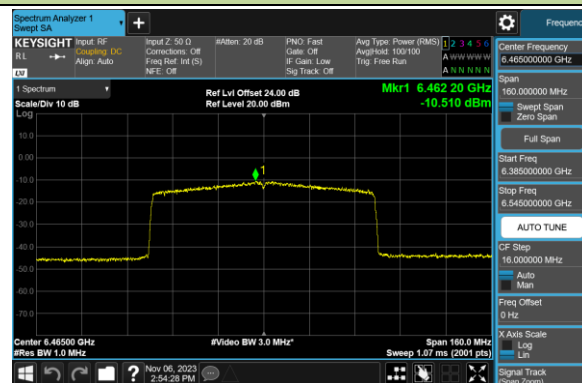 Spectrum Analyzer 1
Swept SA
Frequen
KEYSIGHT
Input: RF
Coupling: DC
Align: Auto
Input Z: 50 Ω
Corrections: Off
Freq Ref: Int (S)
NFE: Off
#Atten: 20 dB
PNO: Fast
Gate: Off
IF Gain: Low
Sig Track: Off
Avg Type: Power (RMS)
Avg|Hold: 100/100
Trig: Free Run
1 2 3 4 5 6
A W W W W W
A N N N N N
R L
LXI
1 Spectrum
Scale/Div 10 dB
Log
Ref Lvl Offset 24.00 dB
Ref Level 20.00 dBm
Mkr1 6.462 20 GHz
-10.510 dBm
10.0
0.00
-10.0
-20.0
-30.0
-40.0
-50.0
-60.0
-70.0
1
Center 6.46500 GHz
#Res BW 1.0 MHz
#Video BW 3.0 MHz*
Span 160.0 MHz
Sweep 1.07 ms (2001 pts)
Nov 06, 2023
2:54:28 PM
?
Center Frequency
6.465000000 GHz
Span
160.000000 MHz
Swept Span
Zero Span
Full Span
Start Freq
6.385000000 GHz
Stop Freq
6.545000000 GHz
AUTO TUNE
CF Step
16.000000 MHz
Auto
Man
Freq Offset
0 Hz
X Axis Scale
Log
Lin
Signal Track
(Span Zoom)